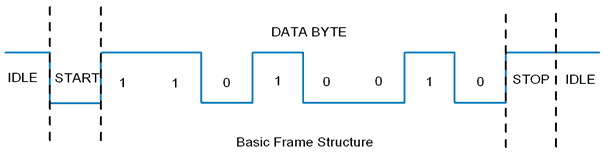 DATA BYTE
IDLE START 1 1 0 1 0 0 1 0 STOP IDLE
Basic Frame Structure